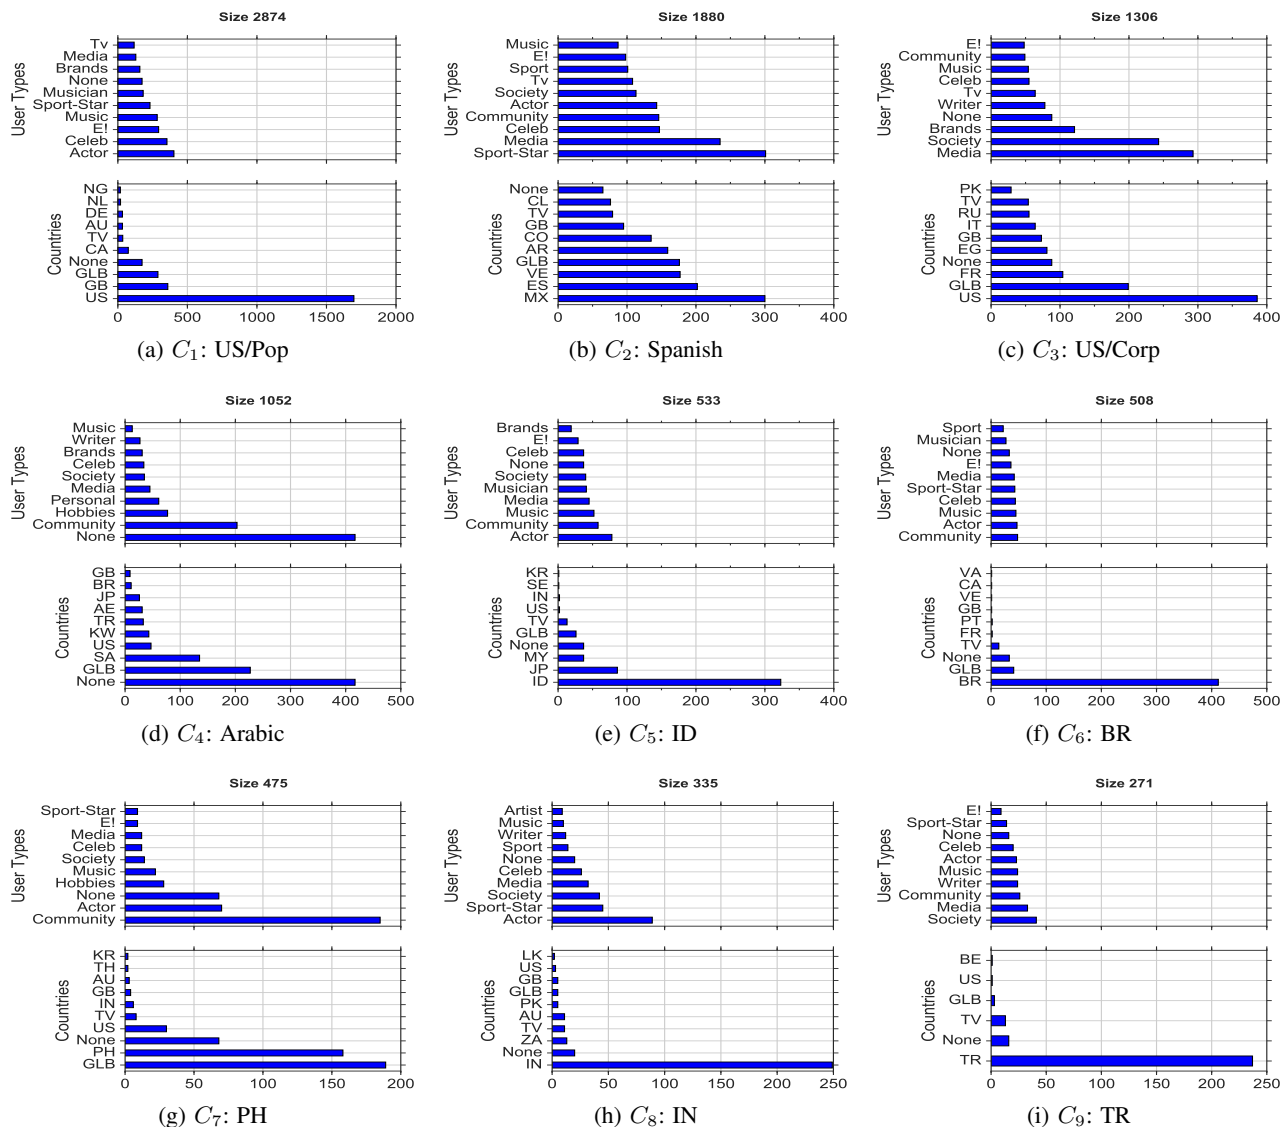 Size 2874
User Types
Tv
Media
Brands
None
Musician
Sport-Star
Music
E!
Celeb
Actor
Countries
NG
NL
DE
AU
TV
CA
None
GLB
GB
US
0 500 1000 1500 2000
(a) C1: US/Pop
Size 1880
User Types
Music
E!
Sport
Tv
Society
Actor
Community
Celeb
Media
Sport-Star
Countries
None
CL
TV
GB
CO
AR
GLB
VE
ES
MX
0 100 200 300 400
(b) C2: Spanish
Size 1306
User Types
E!
Community
Music
Celeb
Tv
Writer
None
Brands
Society
Media
Countries
PK
TV
RU
IT
GB
EG
None
FR
GLB
US
0 100 200 300 400
(c) C3: US/Corp
Size 1052
User Types
Music
Writer
Brands
Celeb
Society
Media
Personal
Hobbies
Community
None
Countries
GB
BR
JP
AE
TR
KW
US
SA
GLB
None
0 100 200 300 400 500
(d) C4: Arabic
Size 533
User Types
Brands
E!
Celeb
None
Society
Musician
Media
Music
Community
Actor
Countries
KR
SE
IN
US
TV
GLB
None
MY
JP
ID
0 100 200 300 400
(e) C5: ID
Size 508
User Types
Sport
Musician
None
E!
Media
Sport-Star
Celeb
Music
Actor
Community
Countries
VA
CA
VE
GB
PT
FR
TV
None
GLB
BR
0 100 200 300 400 500
(f) C6: BR
Size 475
User Types
Sport-Star
E!
Media
Celeb
Society
Music
Hobbies
None
Actor
Community
Countries
KR
TH
AU
GB
IN
TV
US
None
PH
GLB
0 50 100 150 200
(g) C7: PH
Size 335
User Types
Artist
Music
Writer
Sport
None
Celeb
Media
Society
Sport-Star
Actor
Countries
LK
US
GB
GLB
PK
AU
TV
ZA
None
IN
0 50 100 150 200 250
(h) C8: IN
Size 271
User Types
E!
Sport-Star
None
Celeb
Actor
Music
Writer
Community
Media
Society
Countries
BE
US
GLB
TV
None
TR
0 50 100 150 200 250
(i) C9: TR